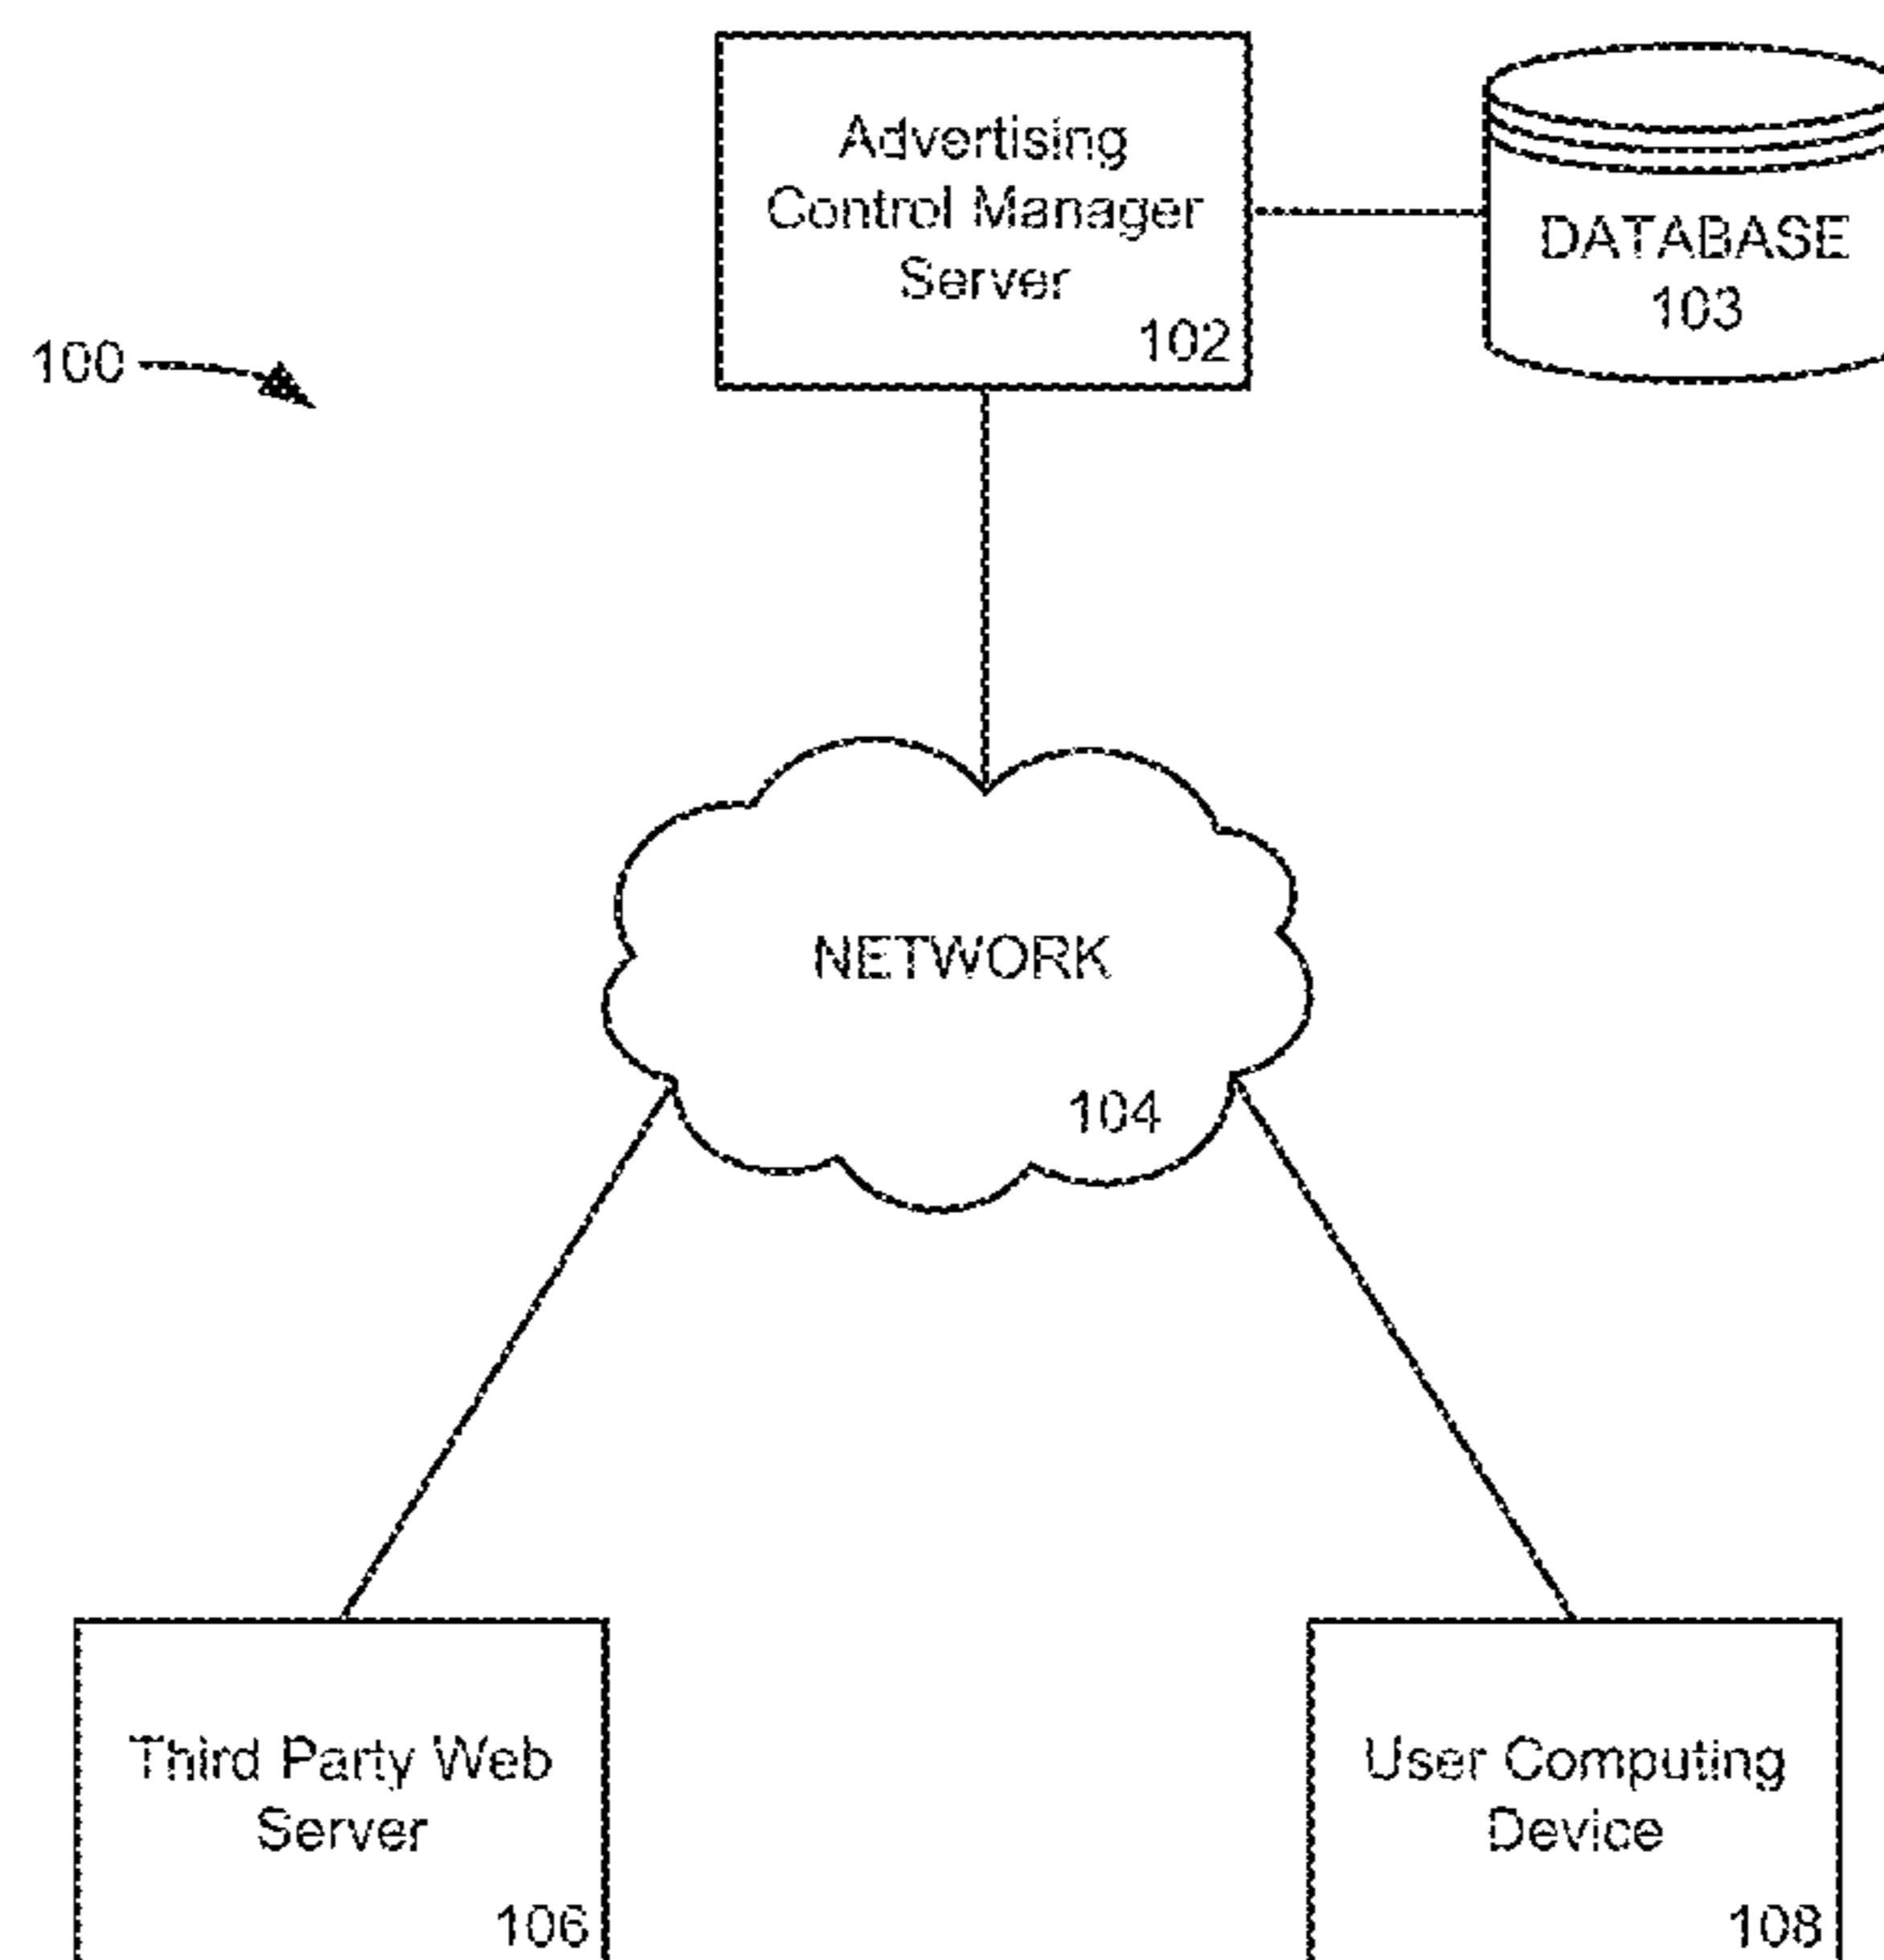 Advertising
Control Manager
Server
102
DATABASE
103
100
NETWORK
104
Third Party Web
Server
106
User Computing
Device
108